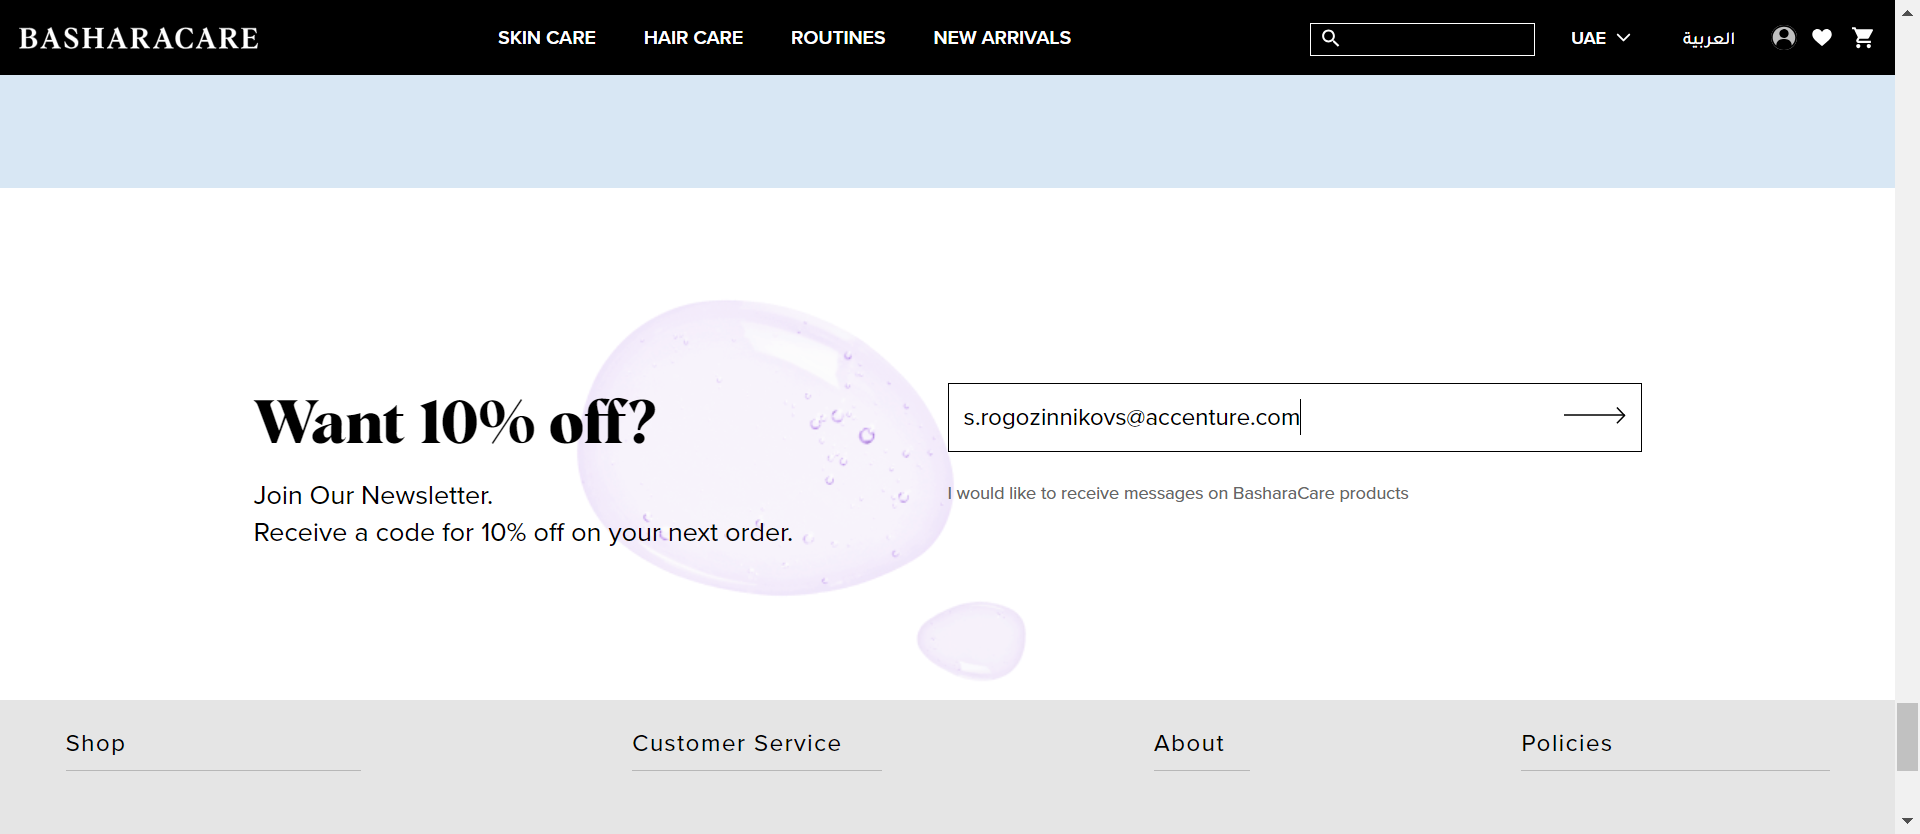 BASHARACARE
SKIN CARE
HAIR CARE
ROUTINES
NEW ARRIVALS
UAE
العربية
Want 10% off?
Join Our Newsletter.
Receive a code for 10% off on your next order.
s.rogozinnikovs@accenture.com
I would like to receive messages on BasharaCare products
Shop
Customer Service
About
Policies